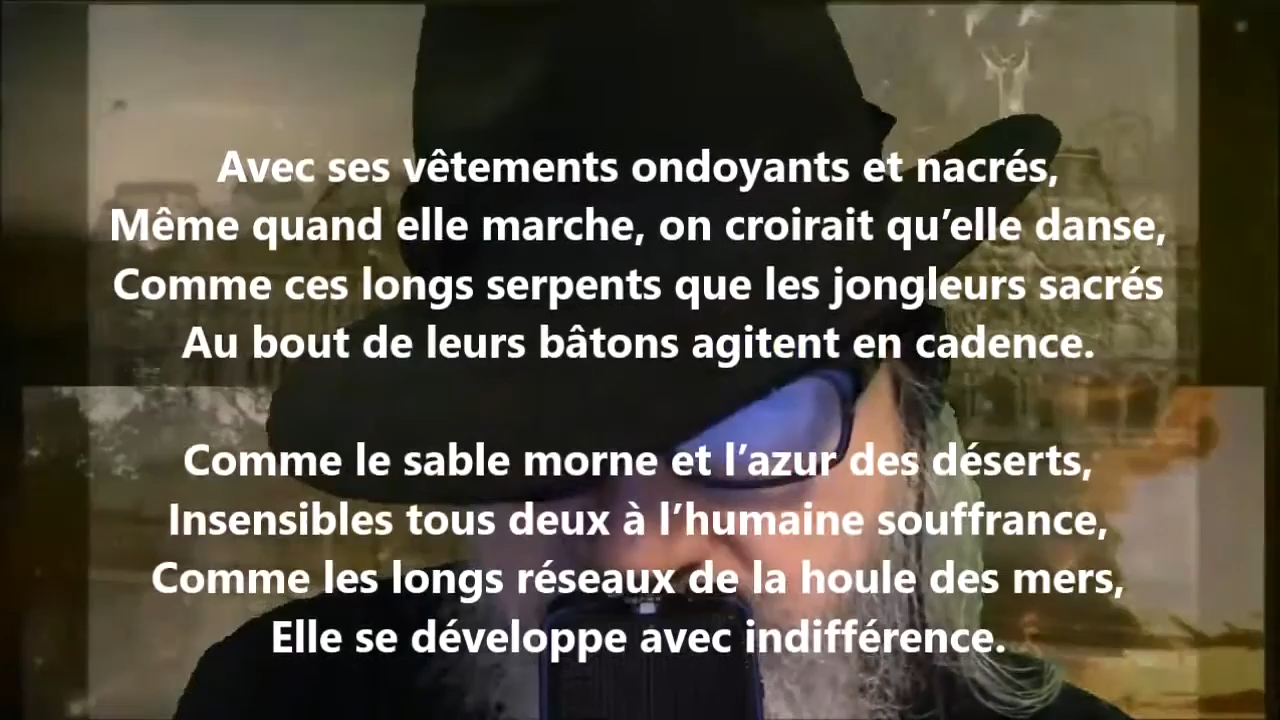 Avec ses vêtements ondoyants et nacrés,
Même quand elle marche, on croirait qu’elle danse,
Comme ces longs serpents que les jongleurs sacrés
Au bout de leurs bâtons agitent en cadence.
Comme le sable morne et l’azur des déserts,
Insensibles tous deux à l’humaine souffrance,
Comme les longs réseaux de la houle des mers,
Elle se développe avec indifférence.